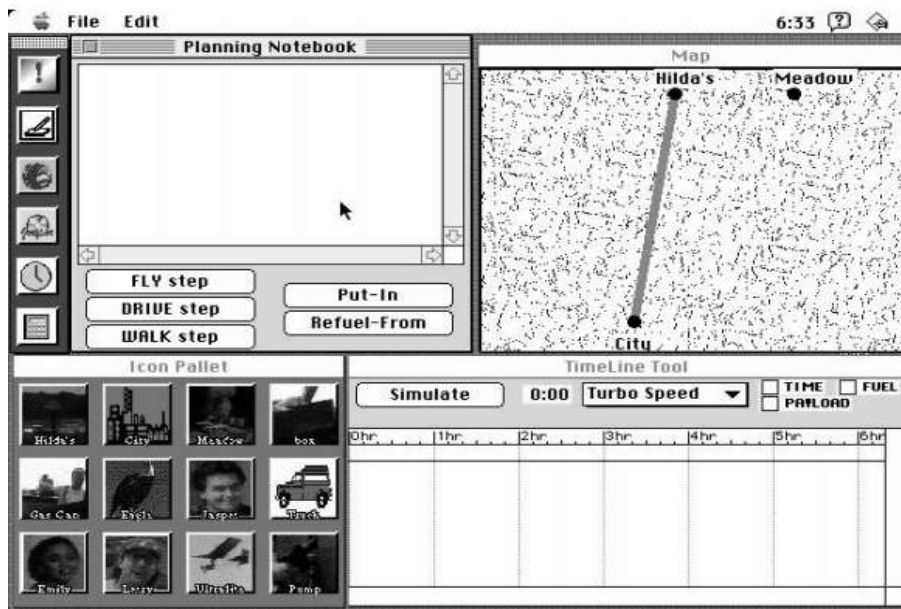 File Edit 6:33
Planning Notebook
FLY step
DRIVE step
WALK step
Put-In
Refuel-From
Map
Hilda's Meadow
City
Icon Pallet
Hilda's City Meadow box
Gas Can Eagle Jasper Truck
Emily Larry Ultralite Pump
TimeLine Tool
Simulate 0:00 Turbo Speed TIME FUEL
PAYLOAD
0hr 1hr 2hr 3hr 4hr 5hr 6hr